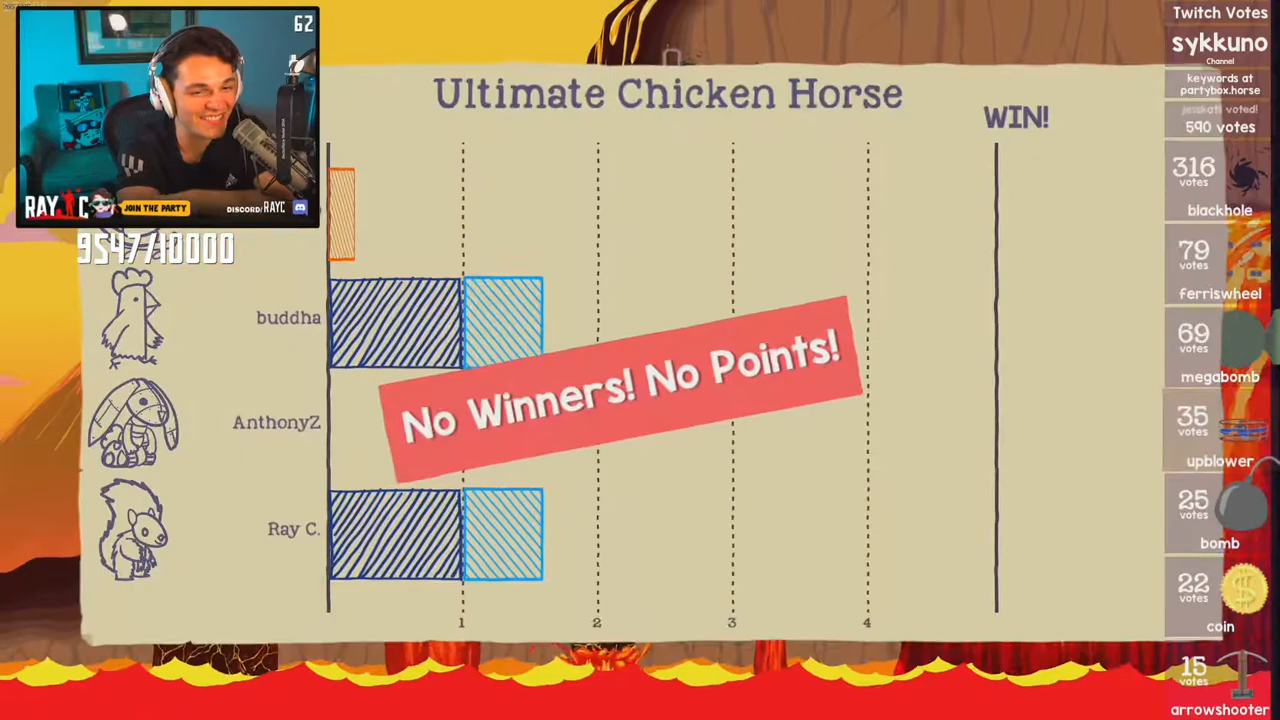 62
RAY C
JOIN THE PARTY
DISCORD/RAYC
9547/10000
Ultimate Chicken Horse
WIN!
buddha
AnthonyZ
Ray C.
No Winners! No Points!
1
2
3
4
Twitch Votes
sykkuno
Channel
keywords at
partybox.horse
voted!
590 votes
316
votes
blackhole
79
votes
ferriswheel
69
votes
megabomb
35
votes
upblower
25
votes
bomb
22
votes
coin
15
votes
arrowshooter